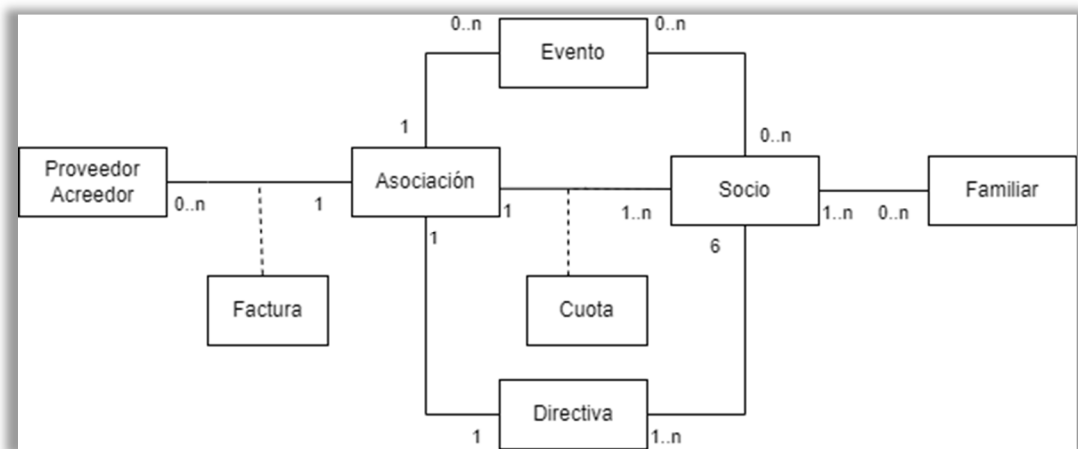 0..n
Evento
0..n
1
0..n
Proveedor
Acreedor
0..n
1
Asociación
1
1..n
Socio
1..n
0..n
Familiar
1
6
Factura
Cuota
1
Directiva
1..n